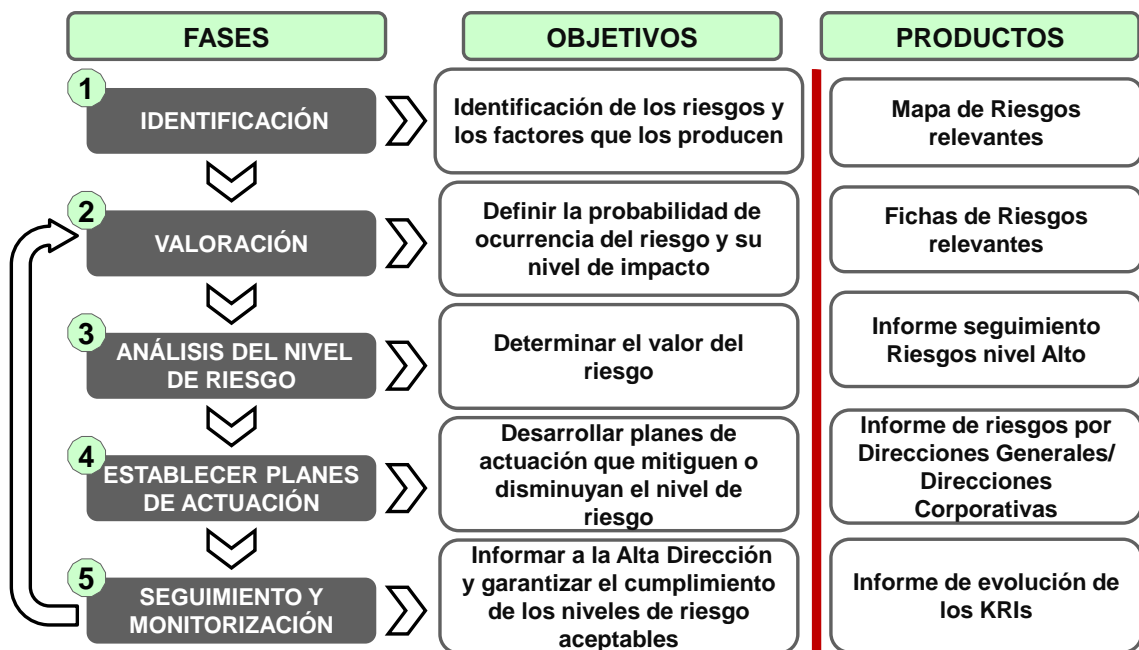 FASES
OBJETIVOS
PRODUCTOS
1
IDENTIFICACIÓN
Identificación de los riesgos y
los factores que los producen
Mapa de Riesgos
relevantes
2
VALORACIÓN
Definir la probabilidad de
ocurrencia del riesgo y su
nivel de impacto
Fichas de Riesgos
relevantes
3
ANÁLISIS DEL NIVEL
DE RIESGO
Determinar el valor del
riesgo
Informe seguimiento
Riesgos nivel Alto
4
ESTABLECER PLANES
DE ACTUACIÓN
Desarrollar planes de
actuación que mitiguen o
disminuyan el nivel de
riesgo
Informe de riesgos por
Direcciones Generales/
Direcciones
Corporativas
5
SEGUIMIENTO Y
MONITORIZACIÓN
Informar a la Alta Dirección
y garantizar el cumplimiento
de los niveles de riesgo
aceptables
Informe de evolución de
los KRIs